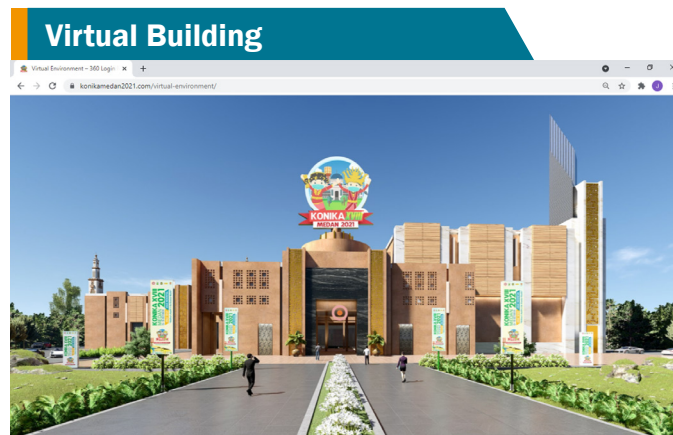 Virtual Building
Virtual Environment – 360 Login
konikamedan2021.com/virtual-environment/
KONIKA XVIII
MEDAN 2021